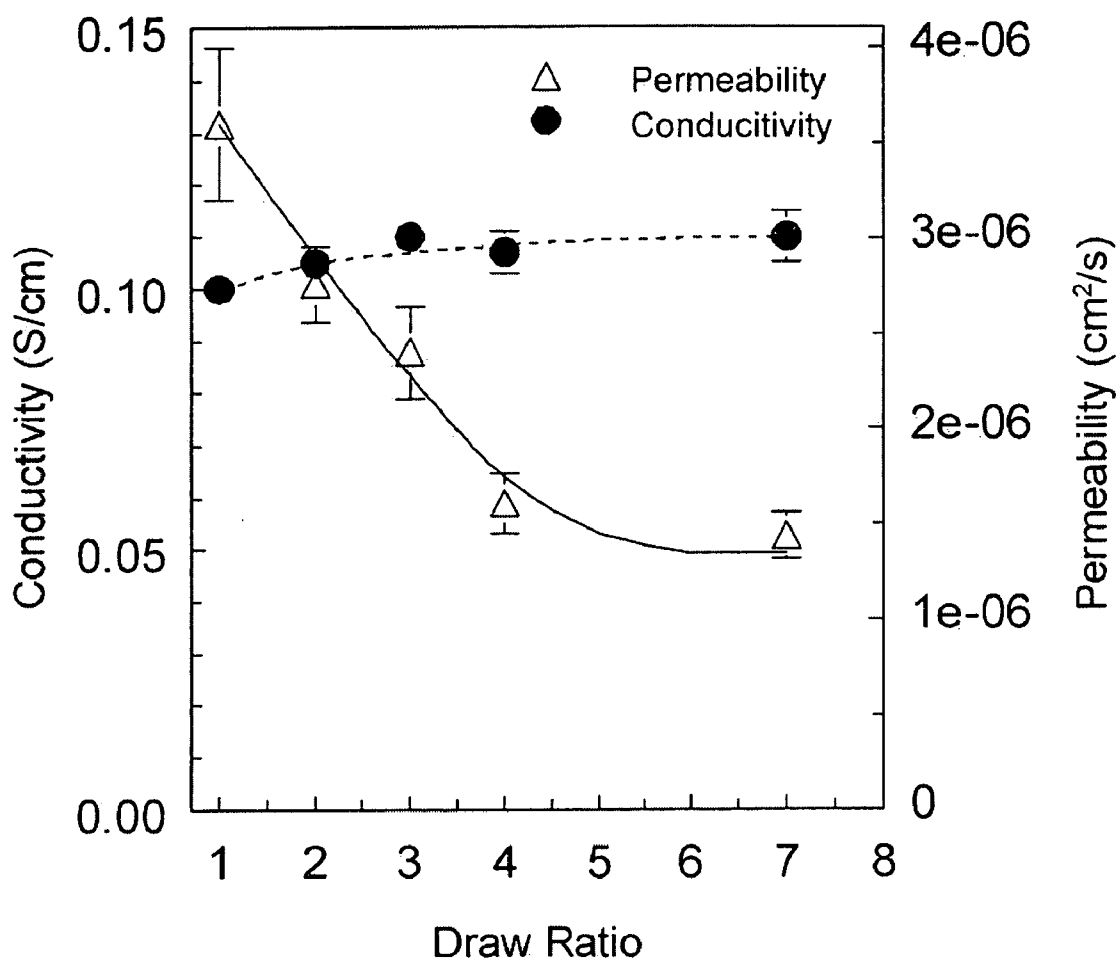 0.15
0.10
0.05
0.00
Conductivity (S/cm)
Permeability
Conducitivity
4e-06
3e-06
2e-06
1e-06
0
Permeability (cm²/s)
1 2 3 4 5 6 7 8
Draw Ratio